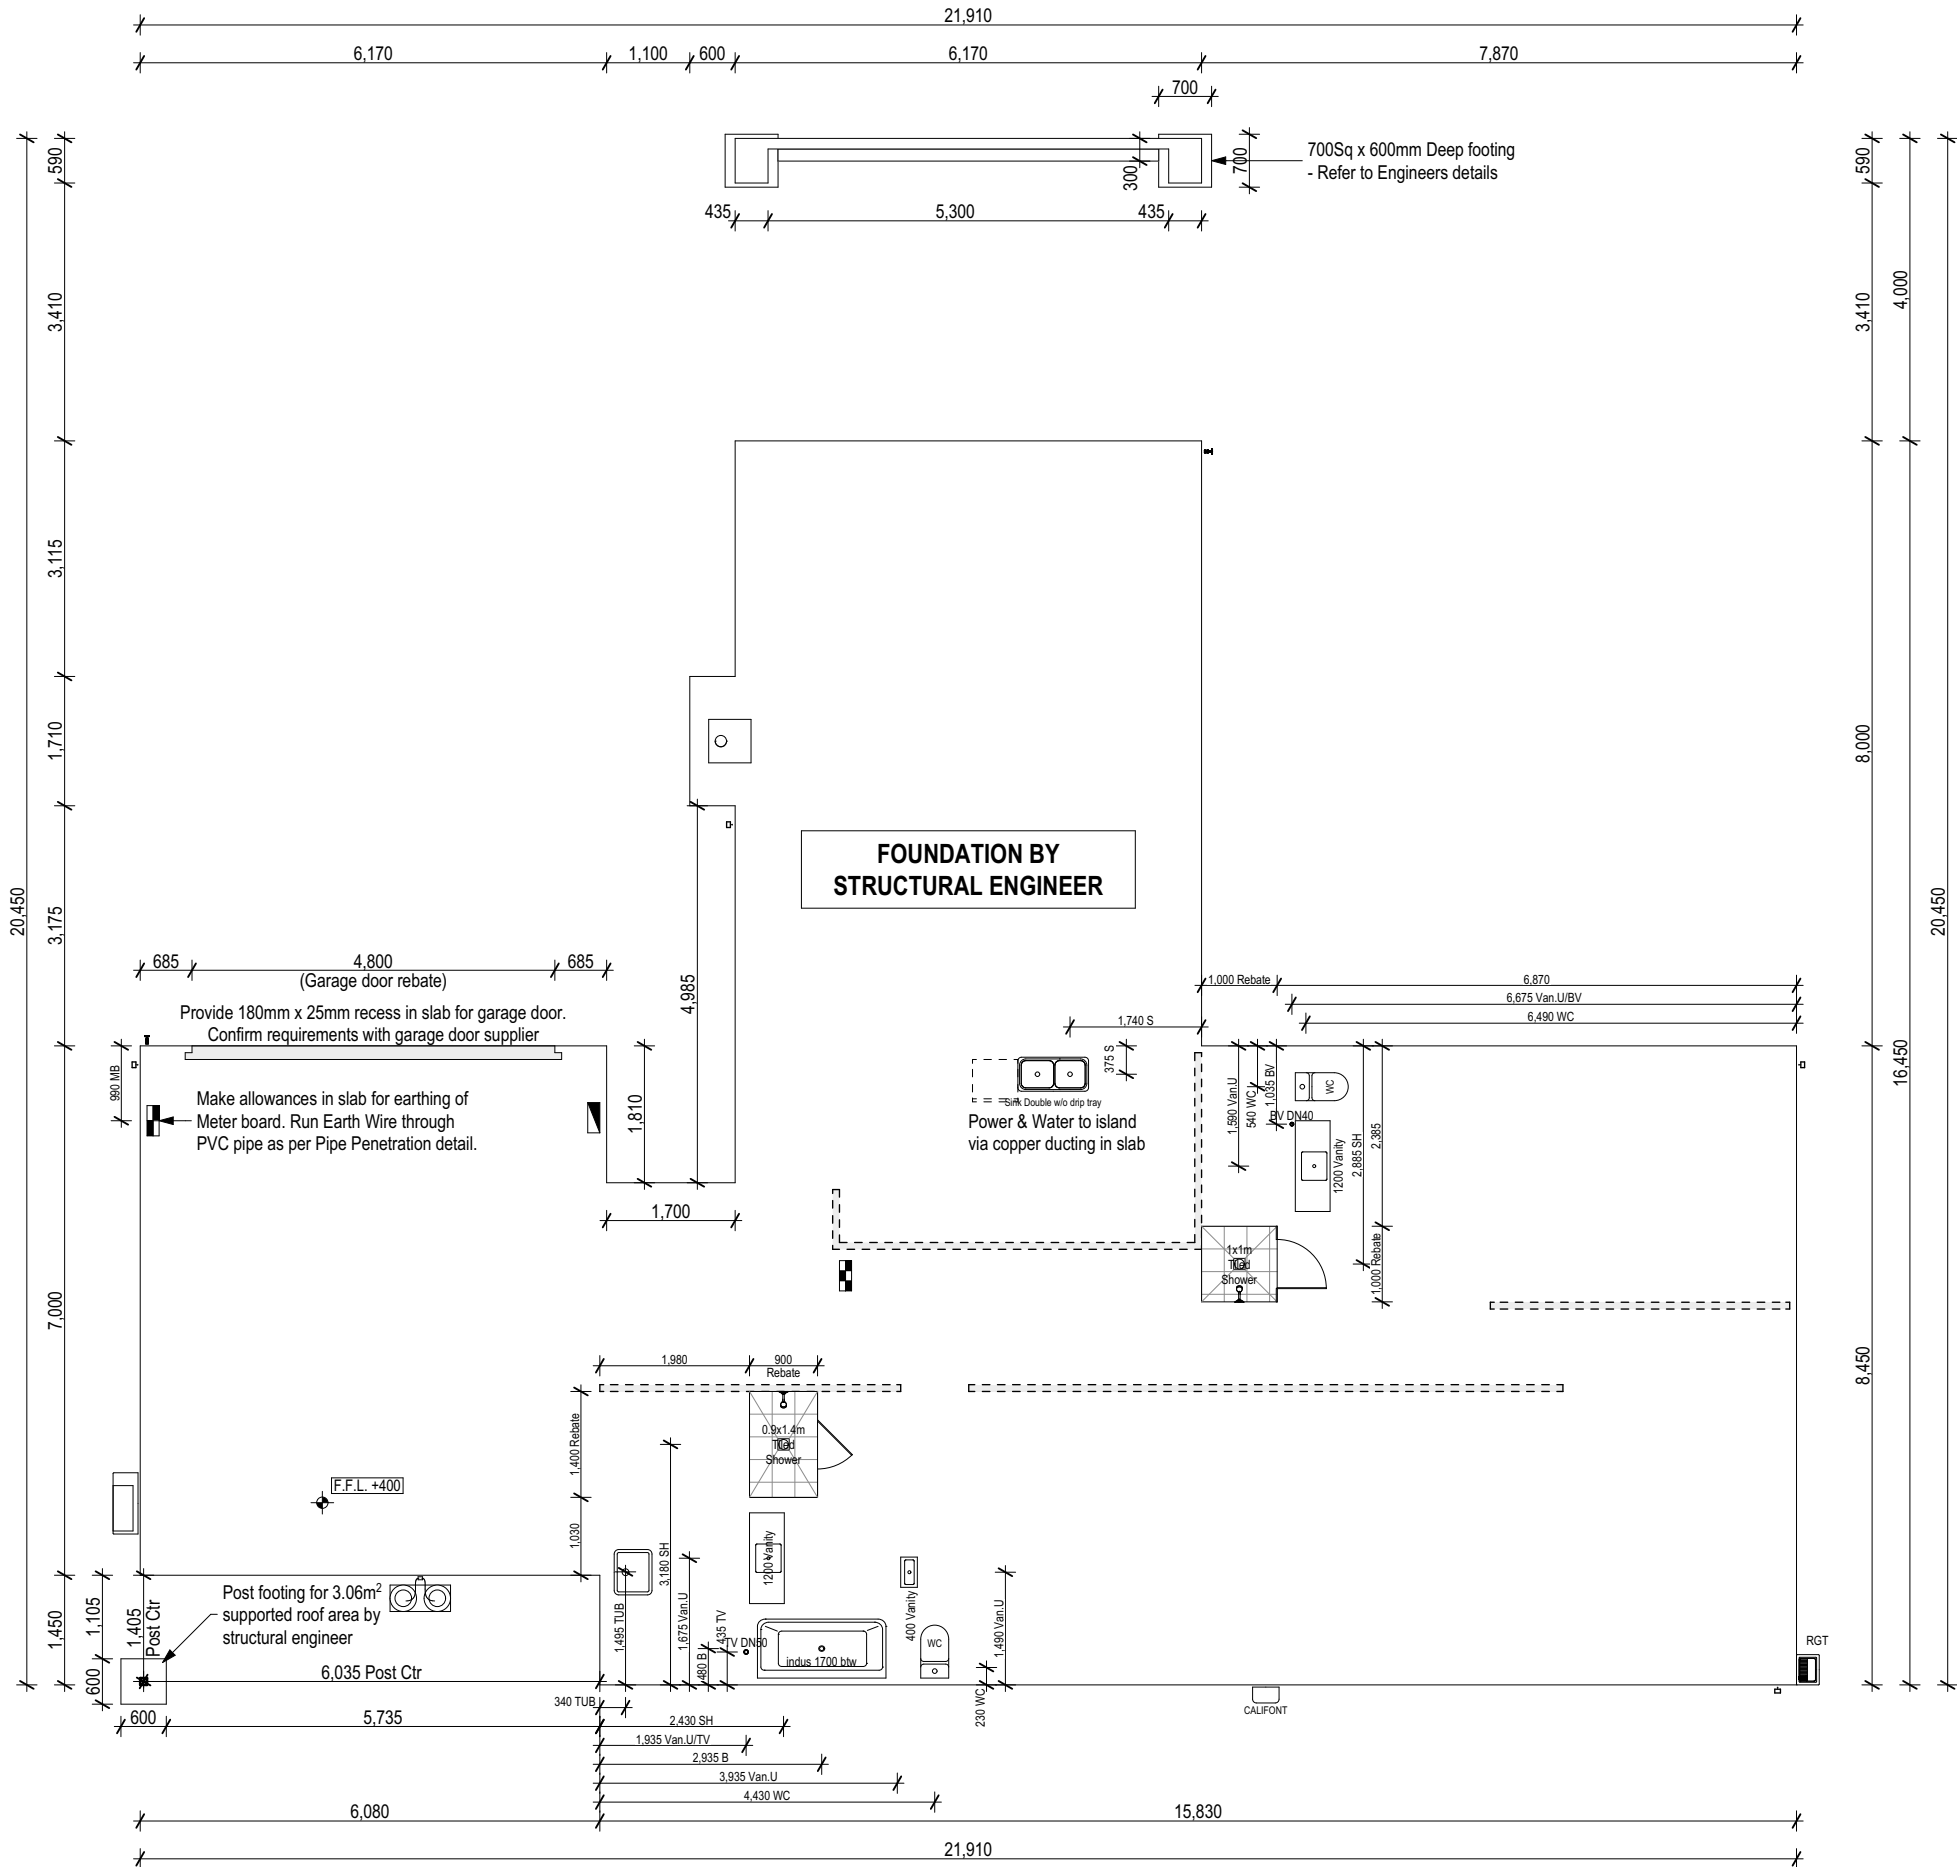 21,910
6,170
1,100
600
6,170
7,870
700
590
3,410
3,115
1,710
3,175
7,000
1,450
20,450
300
700
700Sq x 600mm Deep footing
- Refer to Engineers details
435
5,300
435
590
3,410
4,000
8,000
8,450
16,450
20,450
FOUNDATION BY
STRUCTURAL ENGINEER
685
4,800
685
(Garage door rebate)
Provide 180mm x 25mm recess in slab for garage door.
Confirm requirements with garage door supplier
4,985
990 MB
Make allowances in slab for earthing of
Meter board. Run Earth Wire through
PVC pipe as per Pipe Penetration detail.
1,810
1,700
1,740 S
375 S
Sink Double w/o drip tray
Power & Water to island
via copper ducting in slab
1,000 Rebate
6,870
6,675 Van.U/BV
6,490 WC
1,590 Van.U
540 WC
1,035 BV
BV DN40
WC
1200 Vanity
2,885 SH
2,385
1,000 Rebate
1x1m
Tiled
Shower
1,980
900
Rebate
0.9x1.4m
Tiled
Shower
1,400 Rebate
1,030
F.F.L. +400
3,180 SH
1,675 Van.U
1,495 TUB
480 B
435 TV
TV DN50
1200 Vanity
indus 1700 btw
400 Vanity
WC
1,490 Van.U
230 WC
1,105
600
1,405
Post Ctr
Post footing for 3.06m²
supported roof area by
structural engineer
6,035 Post Ctr
RGT
CALIFONT
600
5,735
340 TUB
2,430 SH
1,935 Van.U/TV
2,935 B
3,935 Van.U
4,430 WC
6,080
15,830
21,910